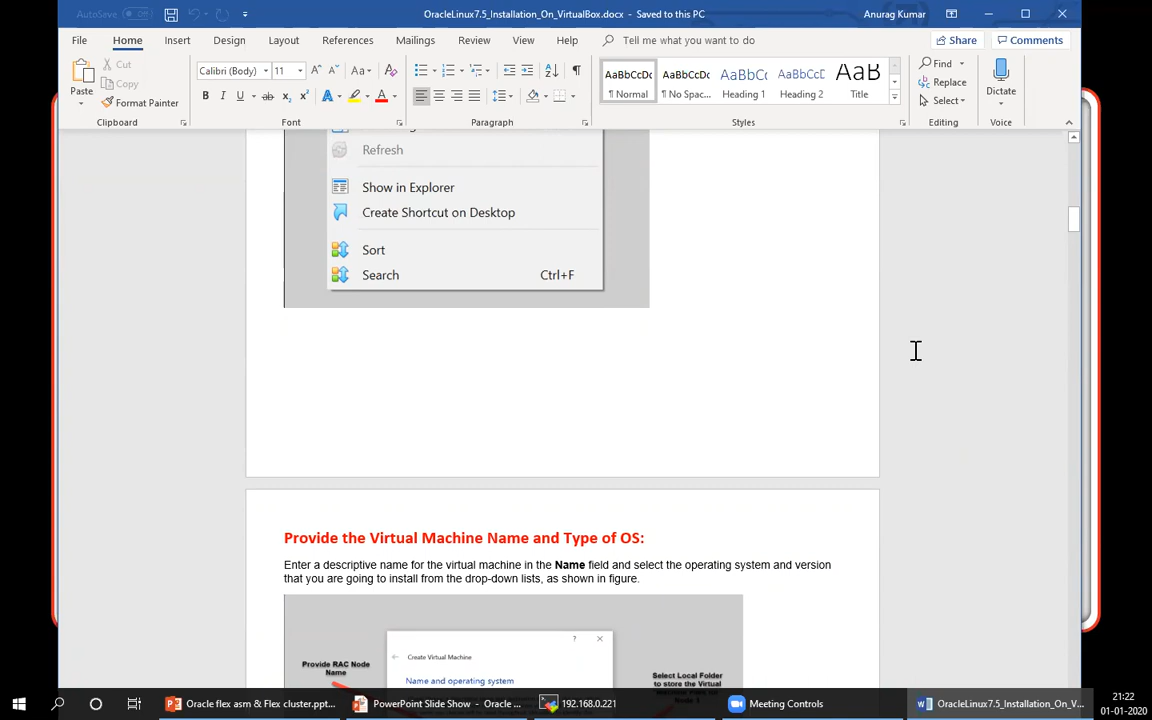 AutoSave
OracleLinux7.5_Installation_On_VirtualBox.docx - Saved to this PC
Anurag Kumar
File Home Insert Design Layout References Mailings Review View Help Tell me what you want to do Share Comments
Paste
Cut
Copy
Format Painter
Clipboard
Calibri (Body) 11
Font
Paragraph
AaBbCcDc AaBbCcDc AaBbCc AaBbCcD AaB
¶ Normal ¶ No Spac... Heading 1 Heading 2 Title
Styles
Find
Replace
Select
Editing
Dictate
Voice
Refresh
Show in Explorer
Create Shortcut on Desktop
Sort
Search Ctrl+F
Provide the Virtual Machine Name and Type of OS:
Enter a descriptive name for the virtual machine in the Name field and select the operating system and version
that you are going to install from the drop-down lists, as shown in figure.
Create Virtual Machine
Provide RAC Node
Name
Name and operating system
Select Local Folder
to store the Virtual
Oracle flex asm & Flex cluster.ppt...
PowerPoint Slide Show - Oracle ...
192.168.0.221
Meeting Controls
OracleLinux7.5_Installation_On_V...
21:22
01-01-2020